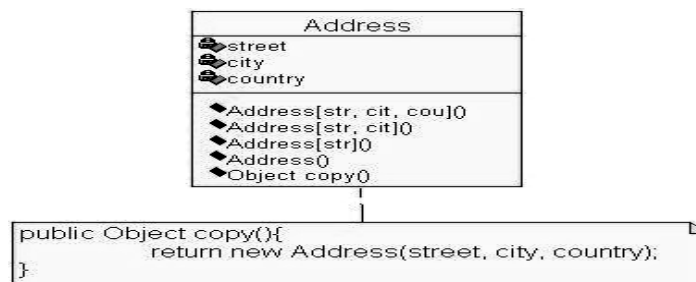 Address
street
city
country
Address[str, cit, cou]()
Address[str, cit]()
Address[str]()
Address()
Object copy()
public Object copy(){
return new Address(street, city, country);
}